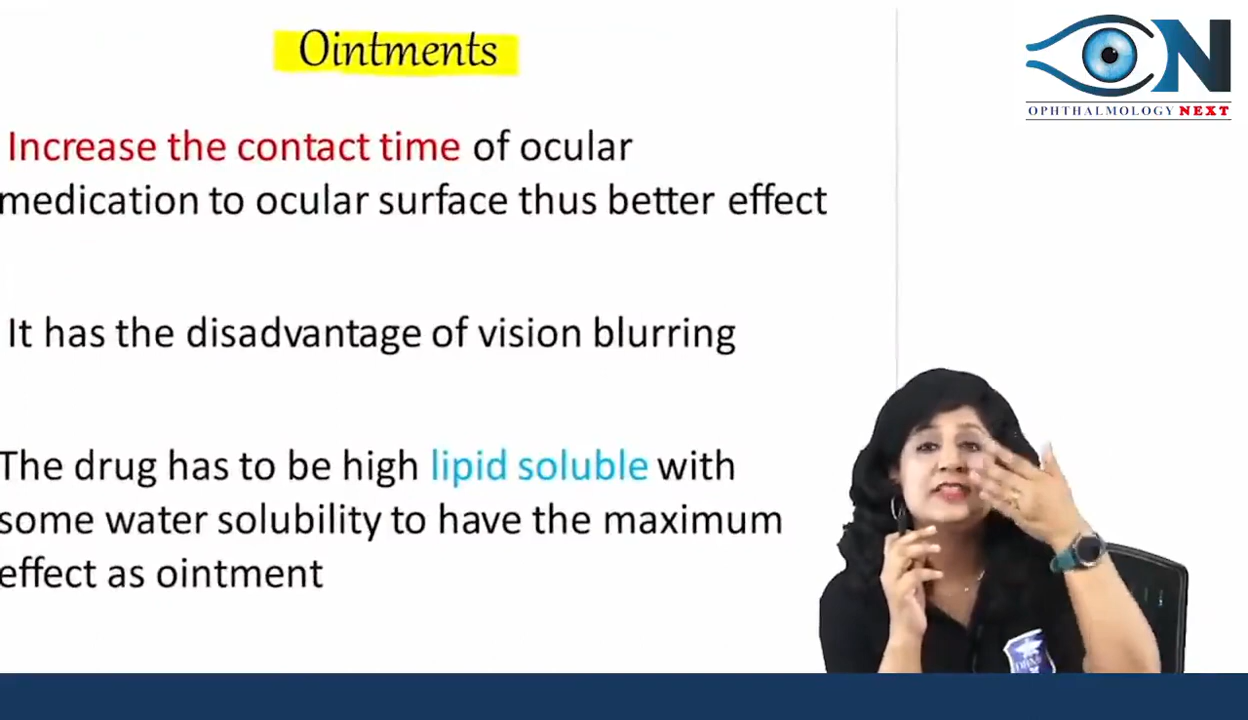 Ointments
Increase the contact time of ocular
medication to ocular surface thus better effect
It has the disadvantage of vision blurring
The drug has to be high lipid soluble with
some water solubility to have the maximum
effect as ointment
ON
OPHTHALMOLOGY NEXT